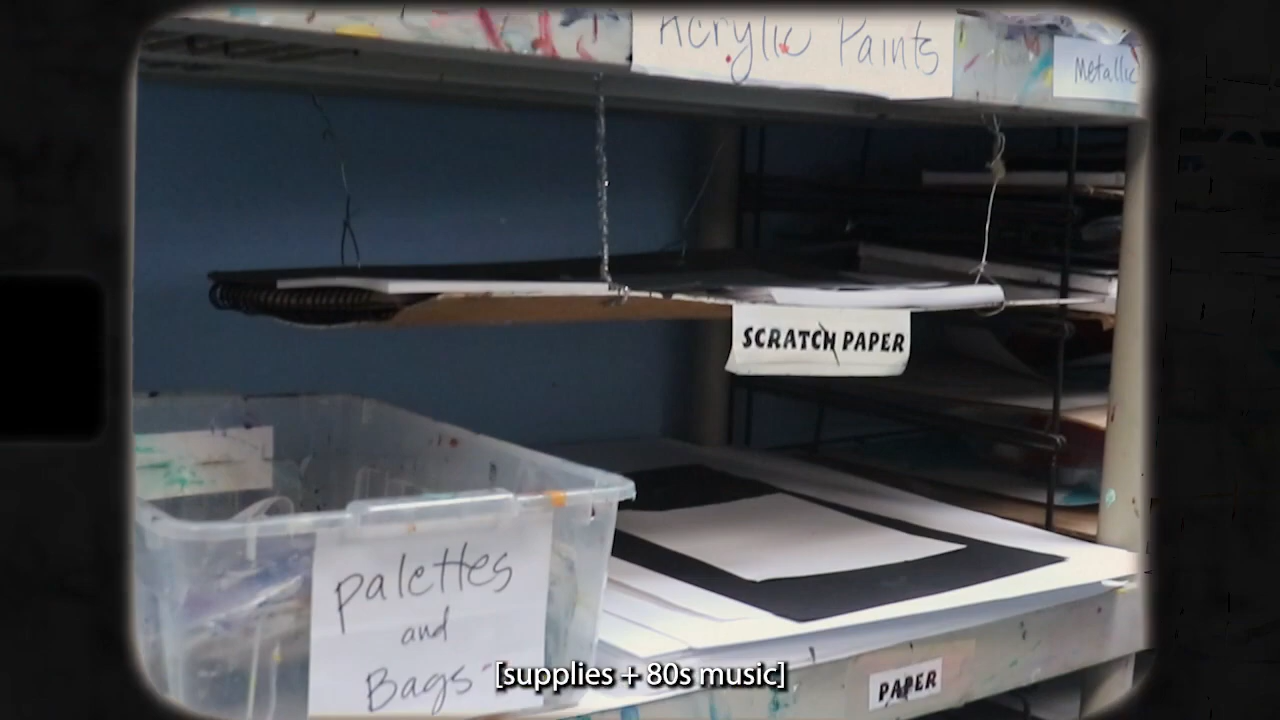 Acrylic Paints
Metallic
SCRATCH PAPER
palettes
and
Bags
PAPER
[supplies + 80s music]